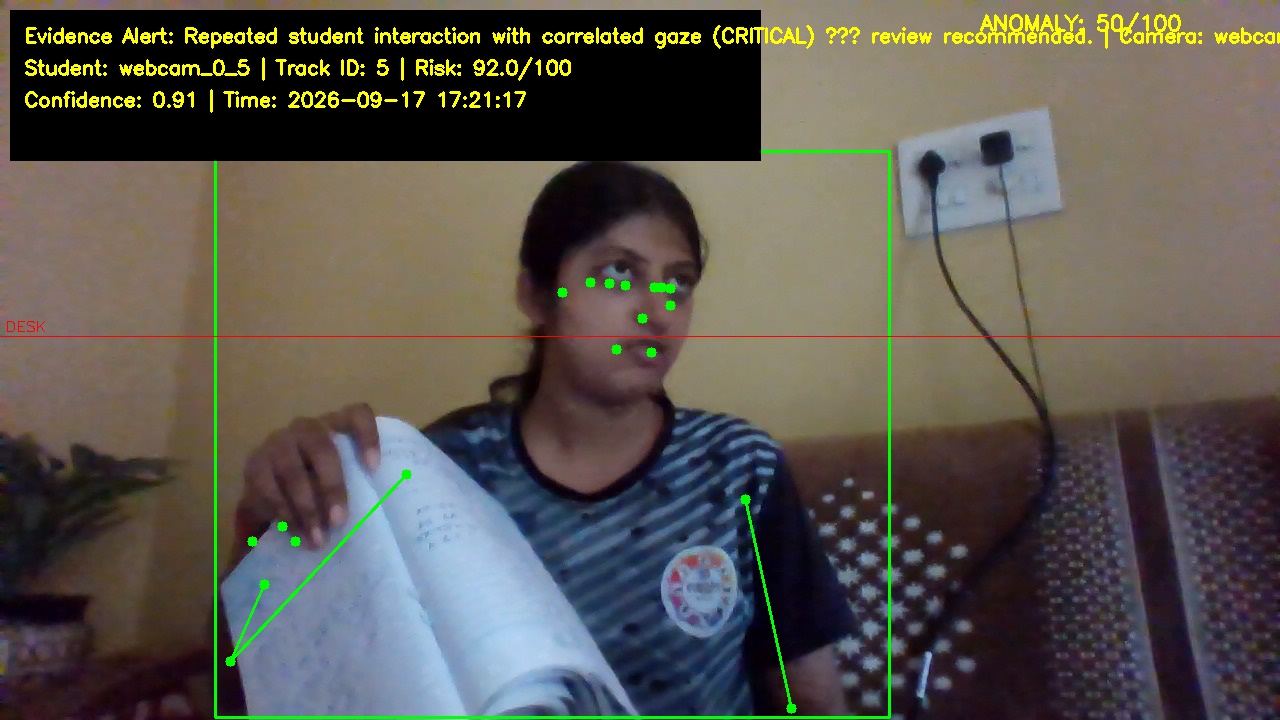 Evidence Alert: Repeated student interaction with correlated gaze (CRITICAL) ??? review recommended. | Camera: webcam
ANOMALY: 50/100
Student: webcam_0_5 | Track ID: 5 | Risk: 92.0/100
Confidence: 0.91 | Time: 2026-09-17 17:21:17
DESK